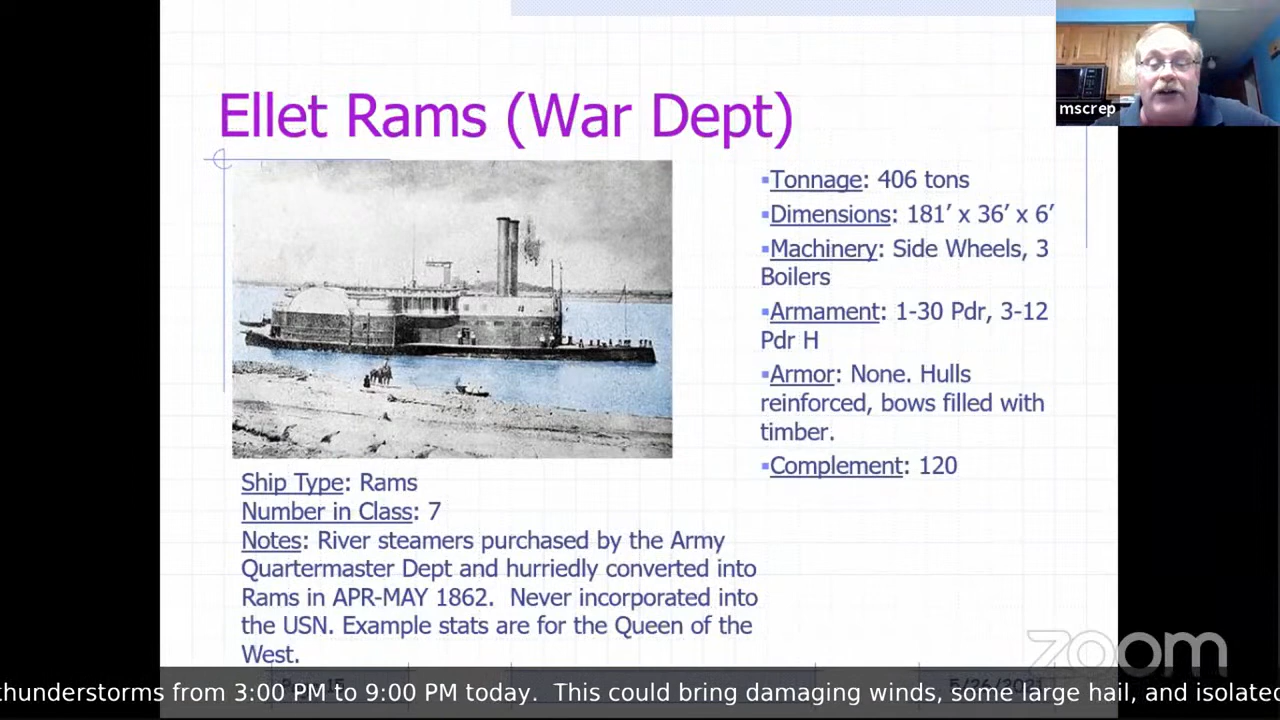 Ellet Rams (War Dept)
mscrep
▪Tonnage: 406 tons
▪Dimensions: 181’ x 36’ x 6’
▪Machinery: Side Wheels, 3
Boilers
▪Armament: 1-30 Pdr, 3-12
Pdr H
▪Armor: None. Hulls
reinforced, bows filled with
timber.
▪Complement: 120
Ship Type: Rams
Number in Class: 7
Notes: River steamers purchased by the Army
Quartermaster Dept and hurriedly converted into
Rams in APR-MAY 1862.  Never incorporated into
the USN. Example stats are for the Queen of the
West.
zoom
5/26/2021
thunderstorms from 3:00 PM to 9:00 PM today.  This could bring damaging winds, some large hail, and isolated